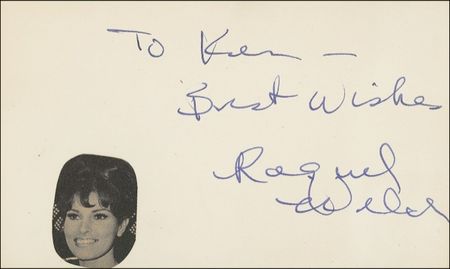 To Ken –
Best Wishes
Raquel
Welch